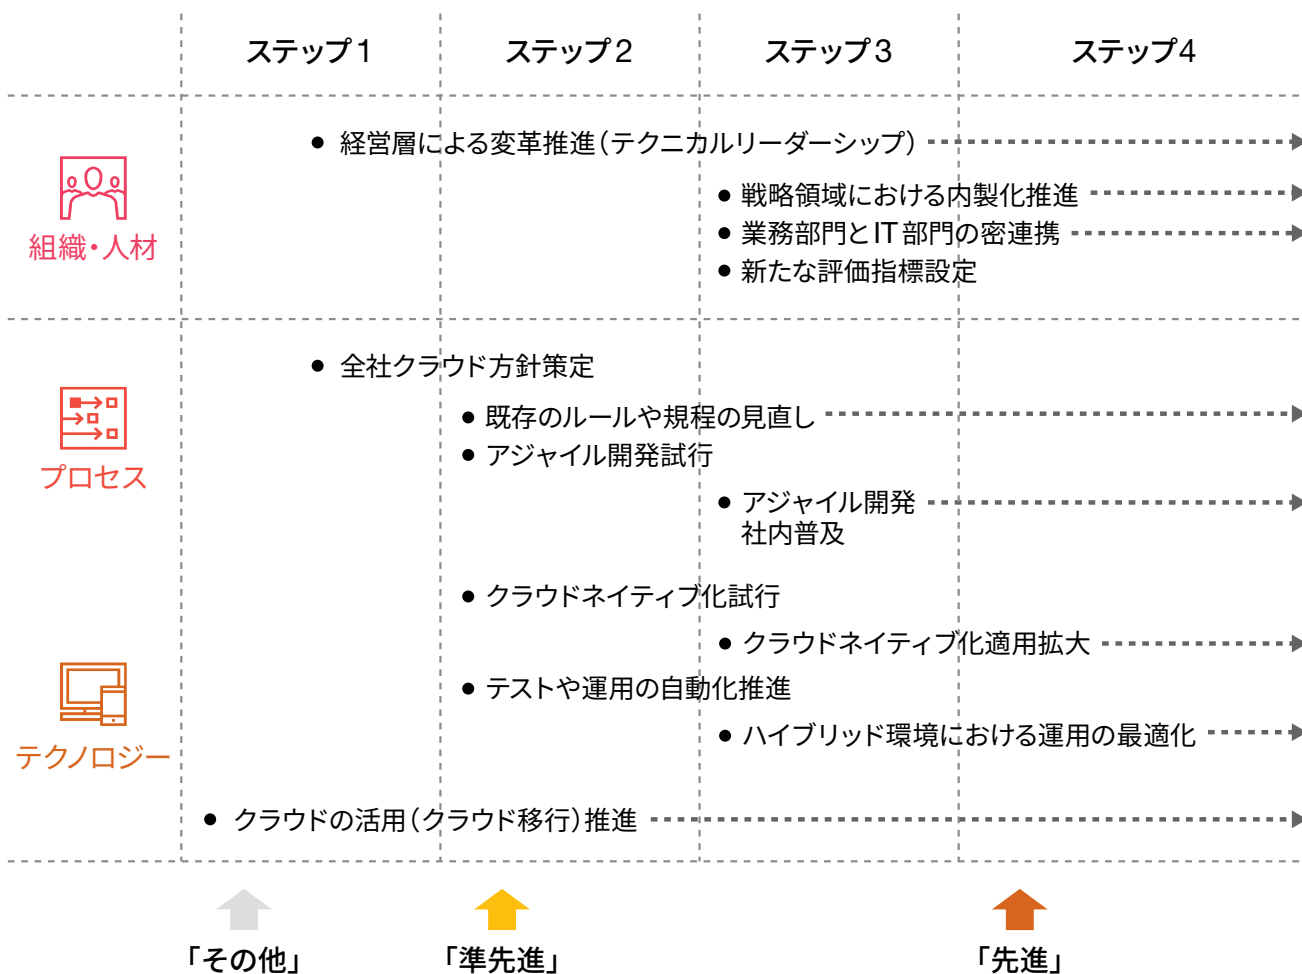 ステップ1
ステップ2
ステップ3
ステップ4
組織・人材
● 経営層による変革推進（テクニカルリーダーシップ）
● 戦略領域における内製化推進
● 業務部門とIT部門の密連携
● 新たな評価指標設定
プロセス
● 全社クラウド方針策定
● 既存のルールや規程の見直し
● アジャイル開発試行
● アジャイル開発
社内普及
テクノロジー
● クラウドネイティブ化試行
● クラウドネイティブ化適用拡大
● テストや運用の自動化推進
● ハイブリッド環境における運用の最適化
● クラウドの活用（クラウド移行）推進
「その他」
「準先進」
「先進」